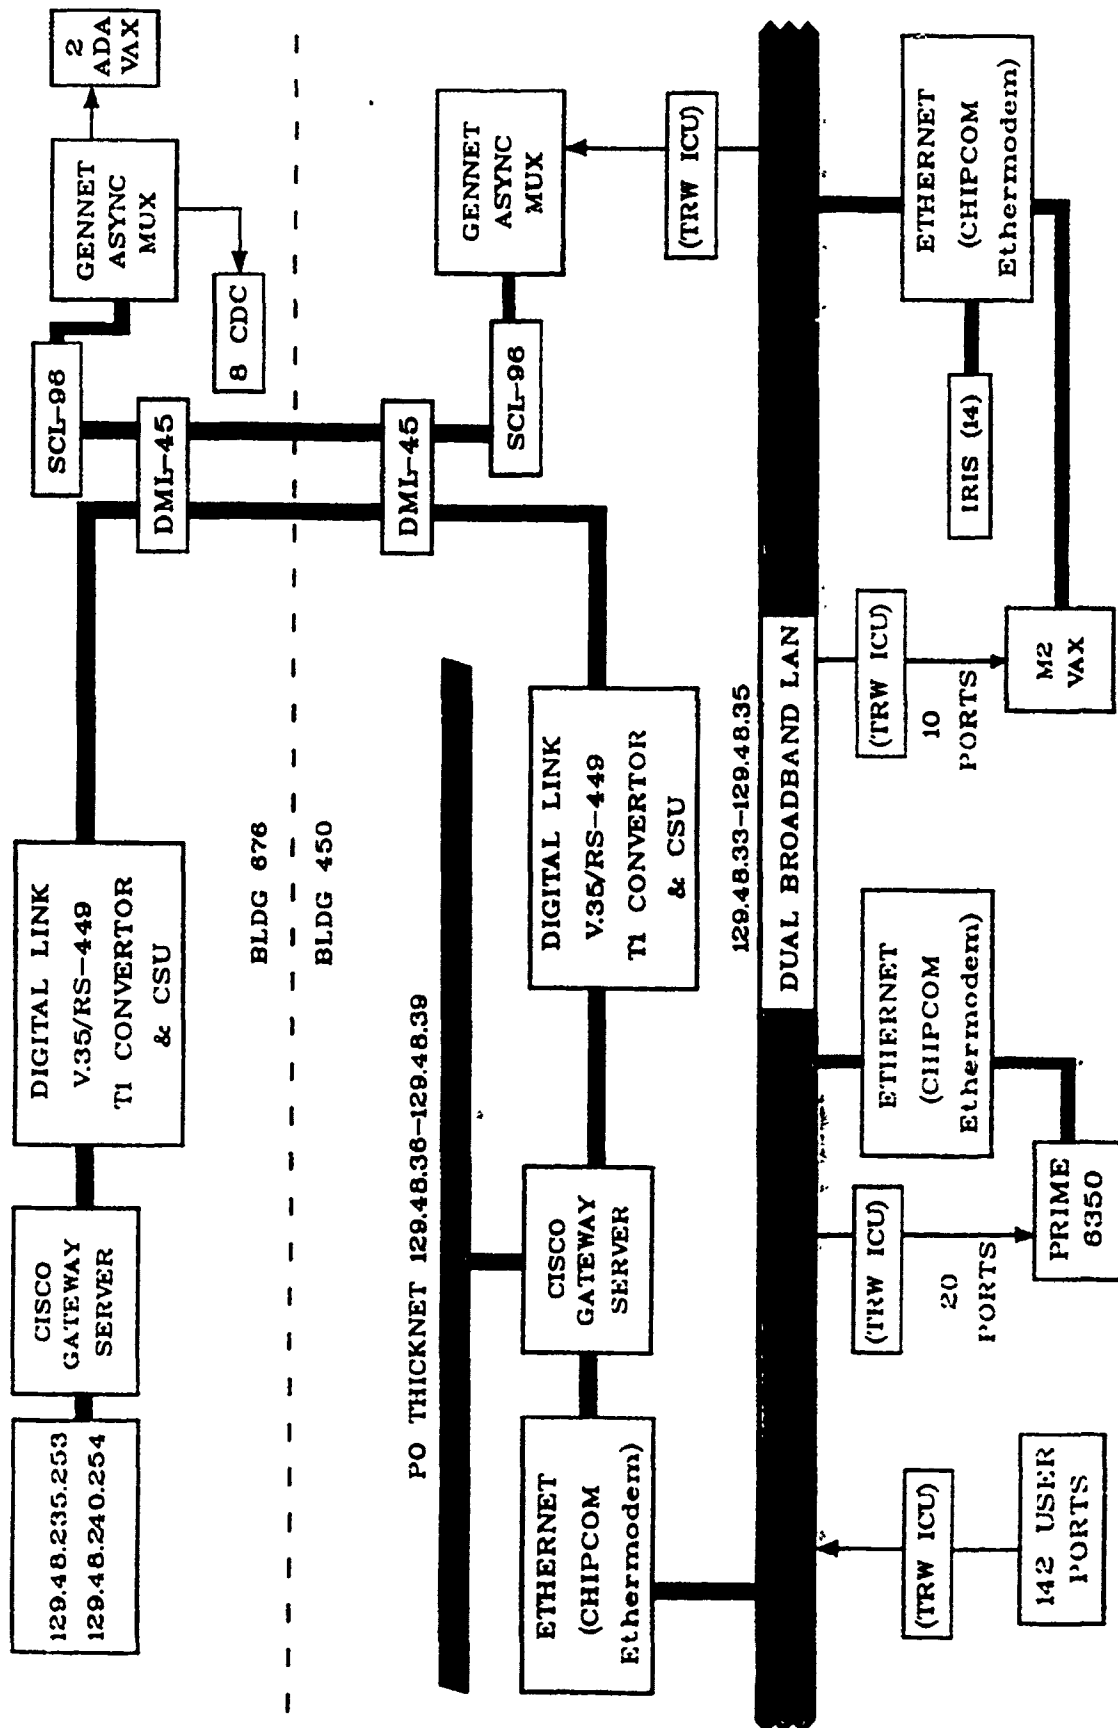 129.48.235.253
129.48.240.254
CISCO
GATEWAY
SERVER
DIGITAL LINK
V.35/RS-449
T1 CONVERTOR
& CSU
SCL-96
DML-45
GENNET
ASYNC
MUX
2
ADA
VAX
8 CDC
BLDG 676
BLDG 450
PO THICKNET 129.48.36-129.48.39
ETHERNET
(CHIPCOM
Ethermodem)
CISCO
GATEWAY
SERVER
DIGITAL LINK
V.35/RS-449
T1 CONVERTOR
& CSU
DML-45
SCL-96
GENNET
ASYNC
MUX
(TRW ICU)
129.48.33-129.48.35
DUAL BROADBAND LAN
(TRW ICU)
142 USER
PORTS
(TRW ICU)
20
PORTS
PRIME
6350
ETHERNET
(CHIPCOM
Ethermodem)
(TRW ICU)
10
PORTS
M2
VAX
IRIS (14)
ETHERNET
(CHIPCOM
Ethermodem)